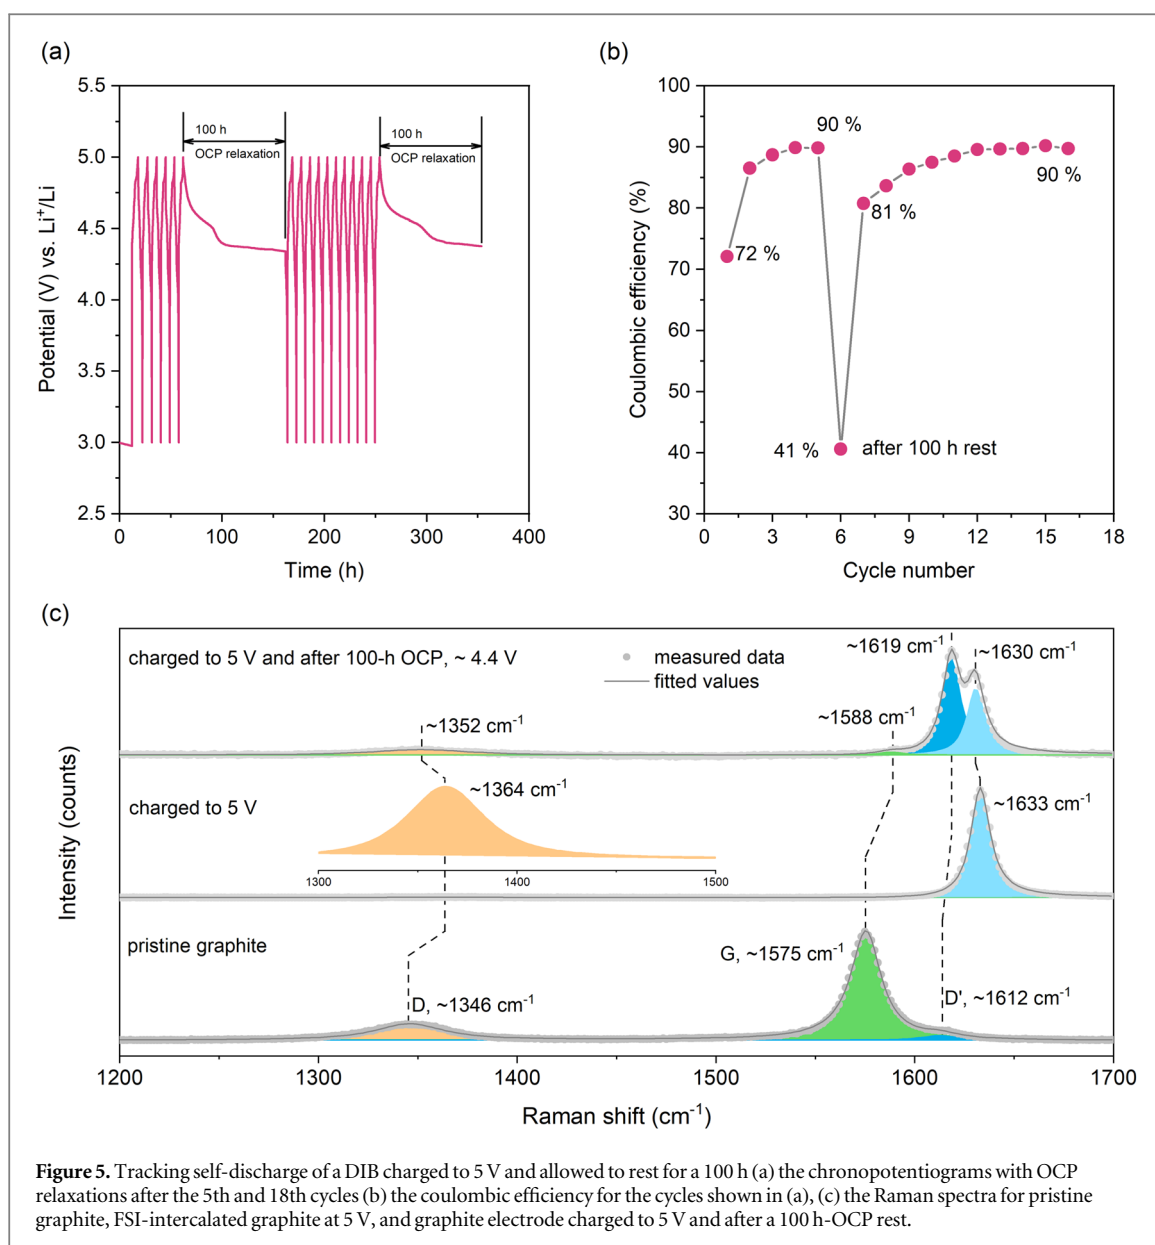 (a)
5.5
5.0
4.5
4.0
3.5
3.0
2.5
0
100
200
300
400
Potential (V) vs. Li⁺/Li
Time (h)
100 h
OCP relaxation
100 h
OCP relaxation
(b)
100
90
80
70
60
50
40
30
0
3
6
9
12
15
18
Coulombic efficiency (%)
Cycle number
90 %
72 %
81 %
90 %
41 %
after 100 h rest
(c)
charged to 5 V and after 100-h OCP, ~ 4.4 V
measured data
fitted values
~1619 cm⁻¹
~1630 cm⁻¹
~1588 cm⁻¹
~1352 cm⁻¹
charged to 5 V
~1364 cm⁻¹
~1633 cm⁻¹
1300
1400
1500
pristine graphite
D, ~1346 cm⁻¹
G, ~1575 cm⁻¹
D', ~1612 cm⁻¹
Intensity (counts)
1200
1300
1400
1500
1600
1700
Raman shift (cm⁻¹)
Figure 5. Tracking self-discharge of a DIB charged to 5 V and allowed to rest for a 100 h (a) the chronopotentiograms with OCP
relaxations after the 5th and 18th cycles (b) the coulombic efficiency for the cycles shown in (a), (c) the Raman spectra for pristine
graphite, FSI-intercalated graphite at 5 V, and graphite electrode charged to 5 V and after a 100 h-OCP rest.